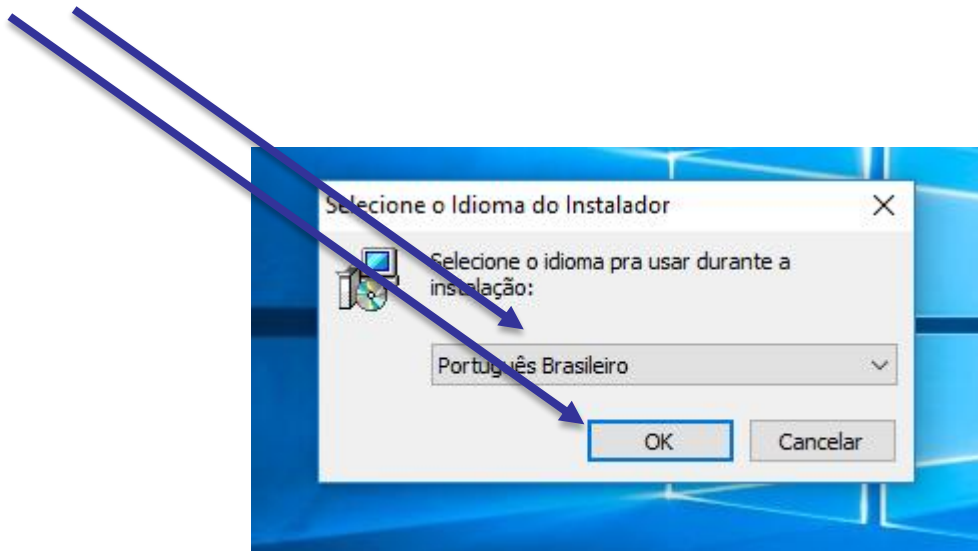 Selecione o Idioma do Instalador
Selecione o idioma pra usar durante a
instalação:
Português Brasileiro
OK Cancelar